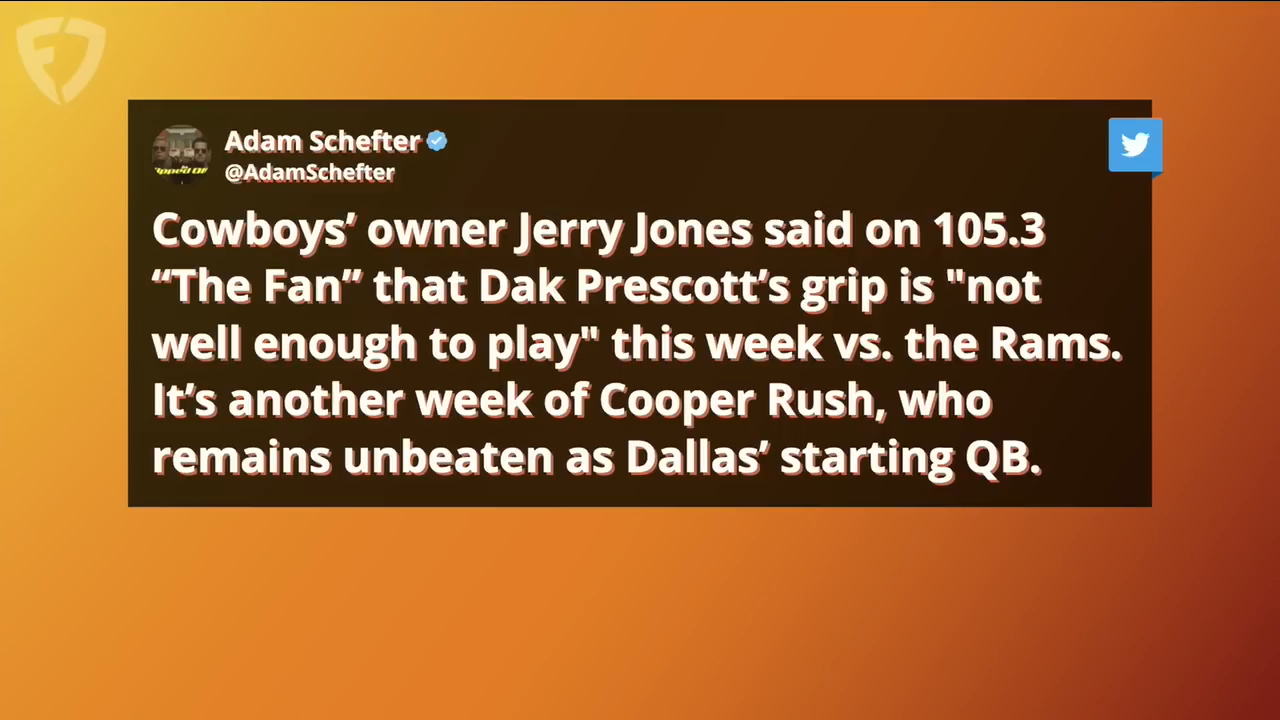 Adam Schefter
@AdamSchefter
Cowboys’ owner Jerry Jones said on 105.3
“The Fan” that Dak Prescott’s grip is "not
well enough to play" this week vs. the Rams.
It’s another week of Cooper Rush, who
remains unbeaten as Dallas’ starting QB.